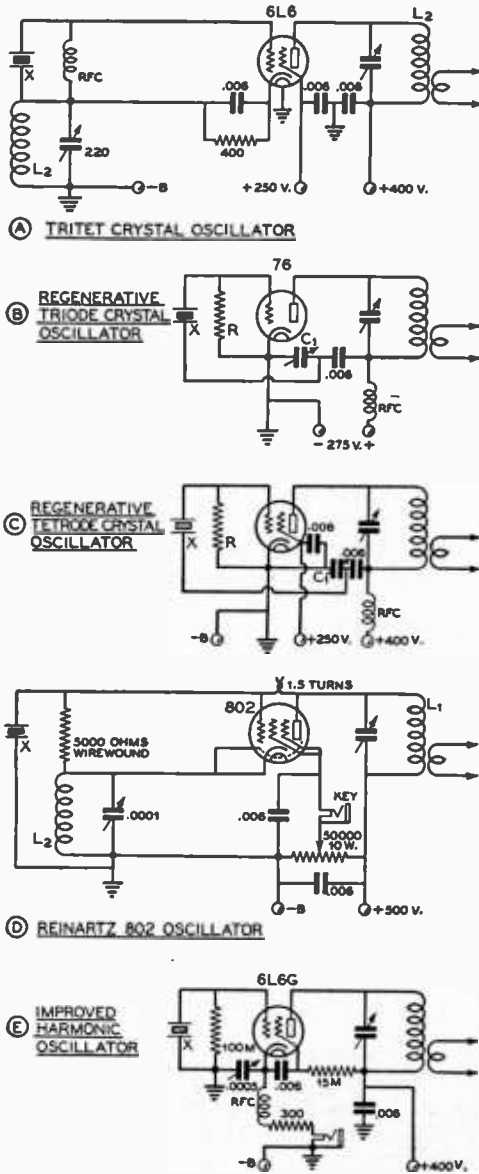 6L6
L2
X
RFC
.006
.006
.006
L2
220
400
-B
+250 V.
+400 V.
A TRITET CRYSTAL OSCILLATOR
76
B REGENERATIVE
TRIODE CRYSTAL
OSCILLATOR
X
R
C1
.006
RFC
- 275 V. +
C REGENERATIVE
TETRODE CRYSTAL
OSCILLATOR
X
R
.006
C1
.006
RFC
-B
+250 V.
+400 V.
1.5 TURNS
802
L1
X
5000 OHMS
WIREWOUND
L2
.0001
.006
KEY
50000
10 W.
.006
-B
+500 V.
D REINARTZ 802 OSCILLATOR
6L6G
E IMPROVED
HARMONIC
OSCILLATOR
X
100M
.0005
.006
15M
RFC
300
.006
-B
+400 V.